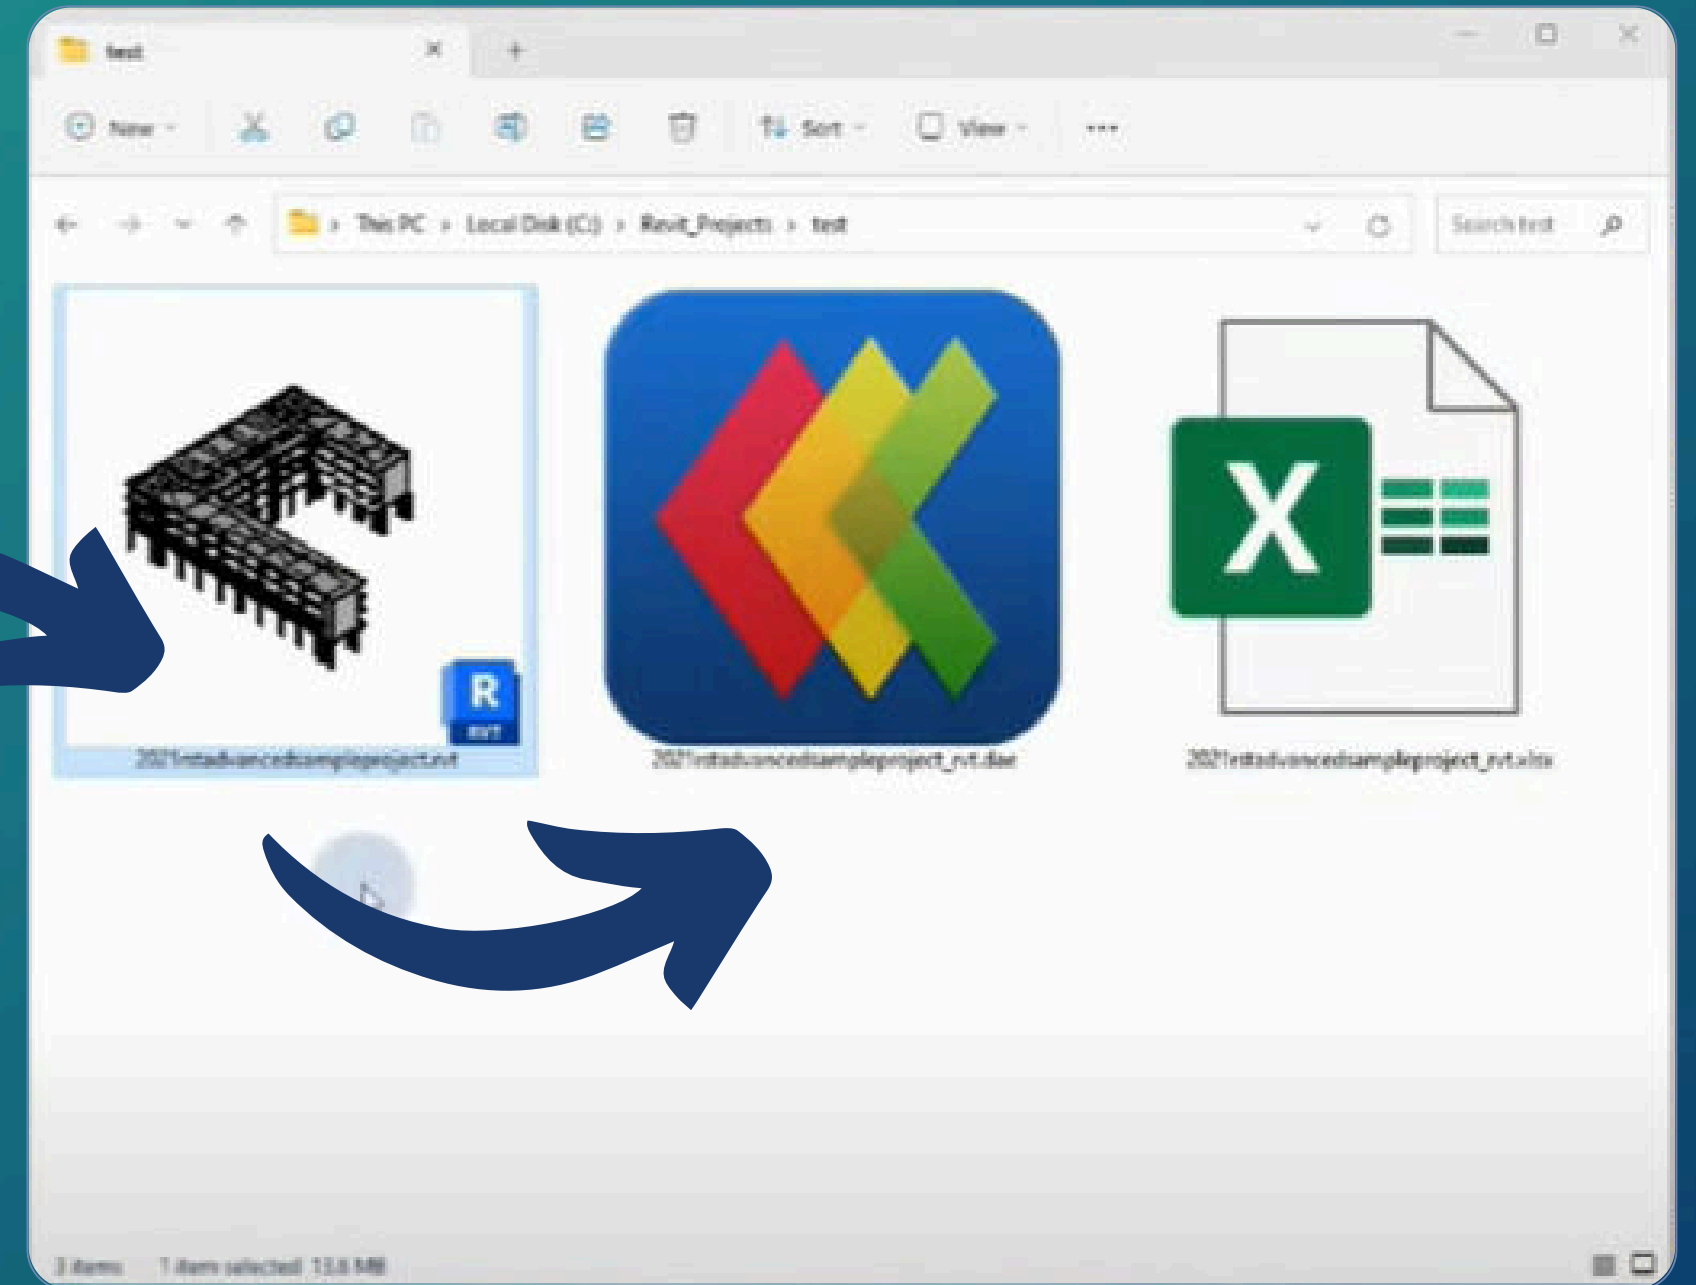 test
New
Sort
View
This PC > Local Disk (C:) > Revit_Projects > test
Search test
R
RVT
X
2021rstadvancedsampleproject.rvt
2021rstadvancedsampleproject_rvt.dae
2021rstadvancedsampleproject_rvt.xlsx
3 items 1 item selected 13.8 MB